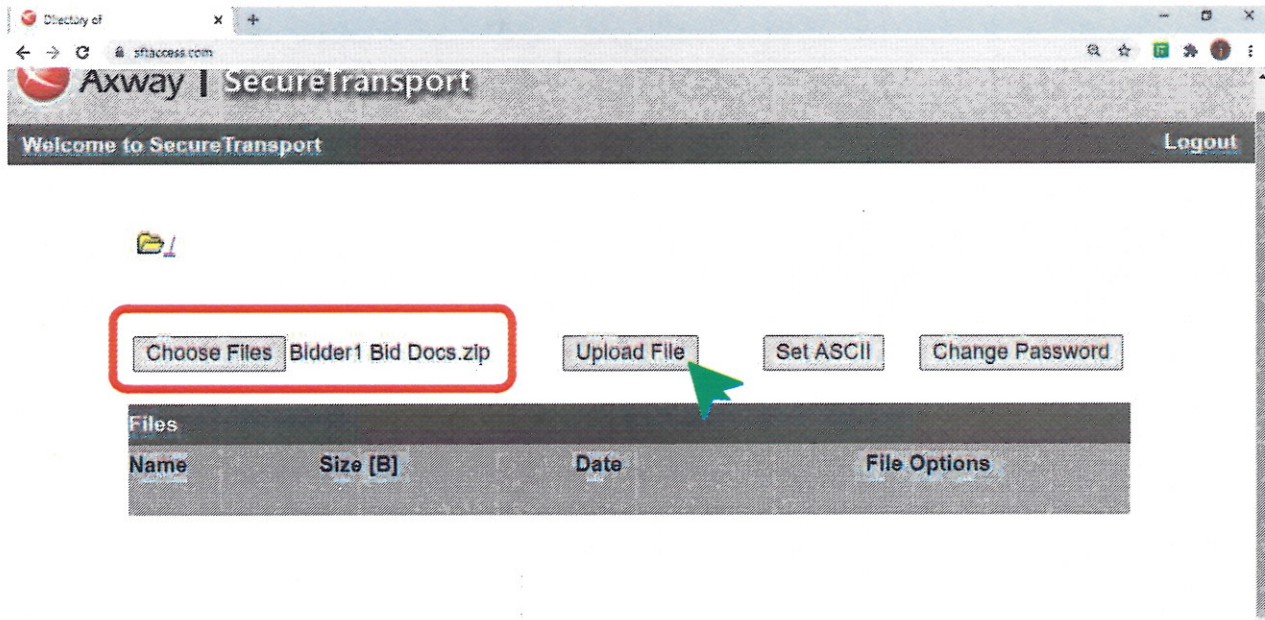 Directory of
sftaccess.com
Axway | SecureTransport
Welcome to SecureTransport Logout
/
Choose Files Bidder1 Bid Docs.zip Upload File Set ASCII Change Password
Files
Name Size [B] Date File Options